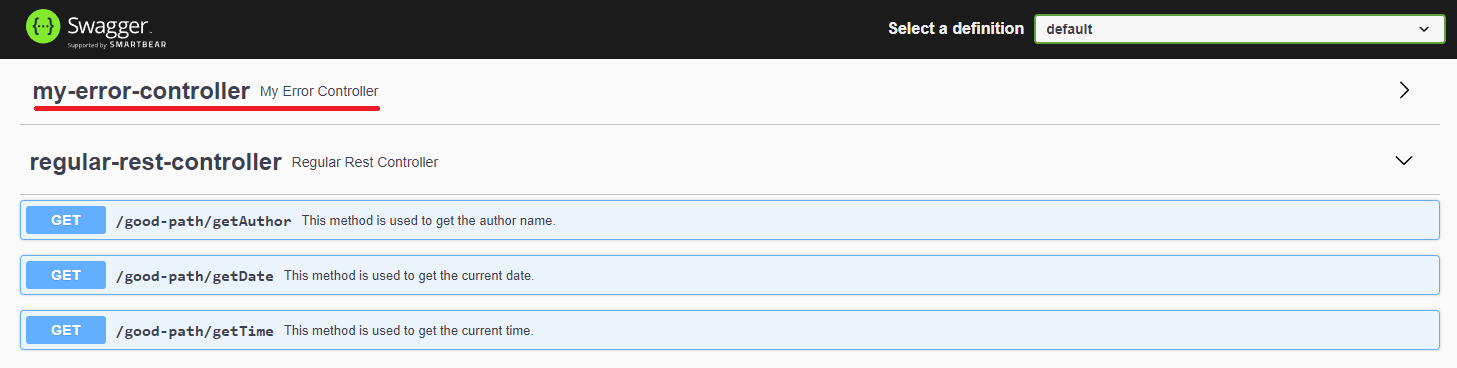 Swagger
Supported by SMARTBEAR
Select a definition default
my-error-controller My Error Controller
regular-rest-controller Regular Rest Controller
GET /good-path/getAuthor This method is used to get the author name.
GET /good-path/getDate This method is used to get the current date.
GET /good-path/getTime This method is used to get the current time.